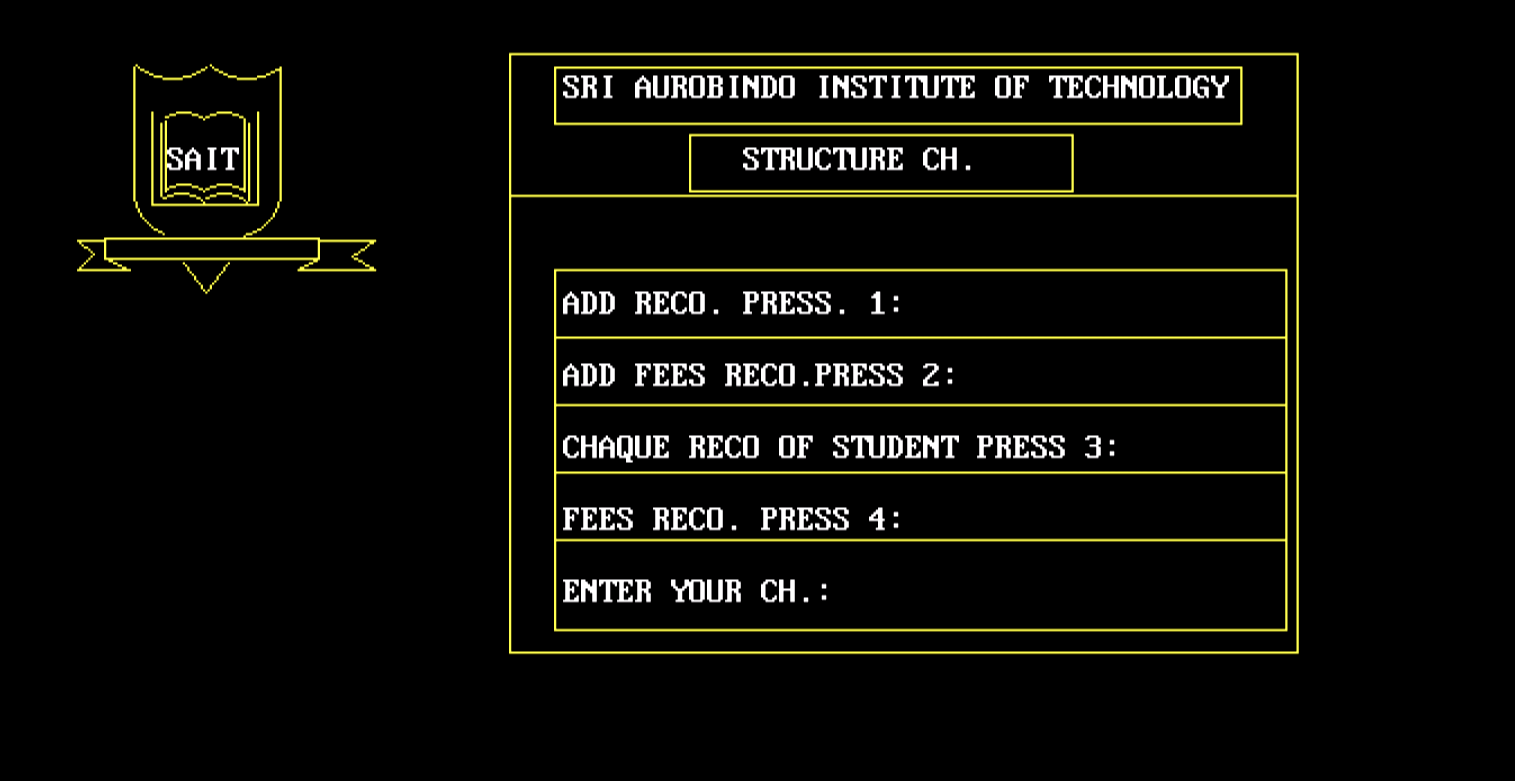 SAIT
SRI AUROBINDO INSTITUTE OF TECHNOLOGY
STRUCTURE CH.
ADD RECO. PRESS. 1:
ADD FEES RECO.PRESS 2:
CHAQUE RECO OF STUDENT PRESS 3:
FEES RECO. PRESS 4:
ENTER YOUR CH.: